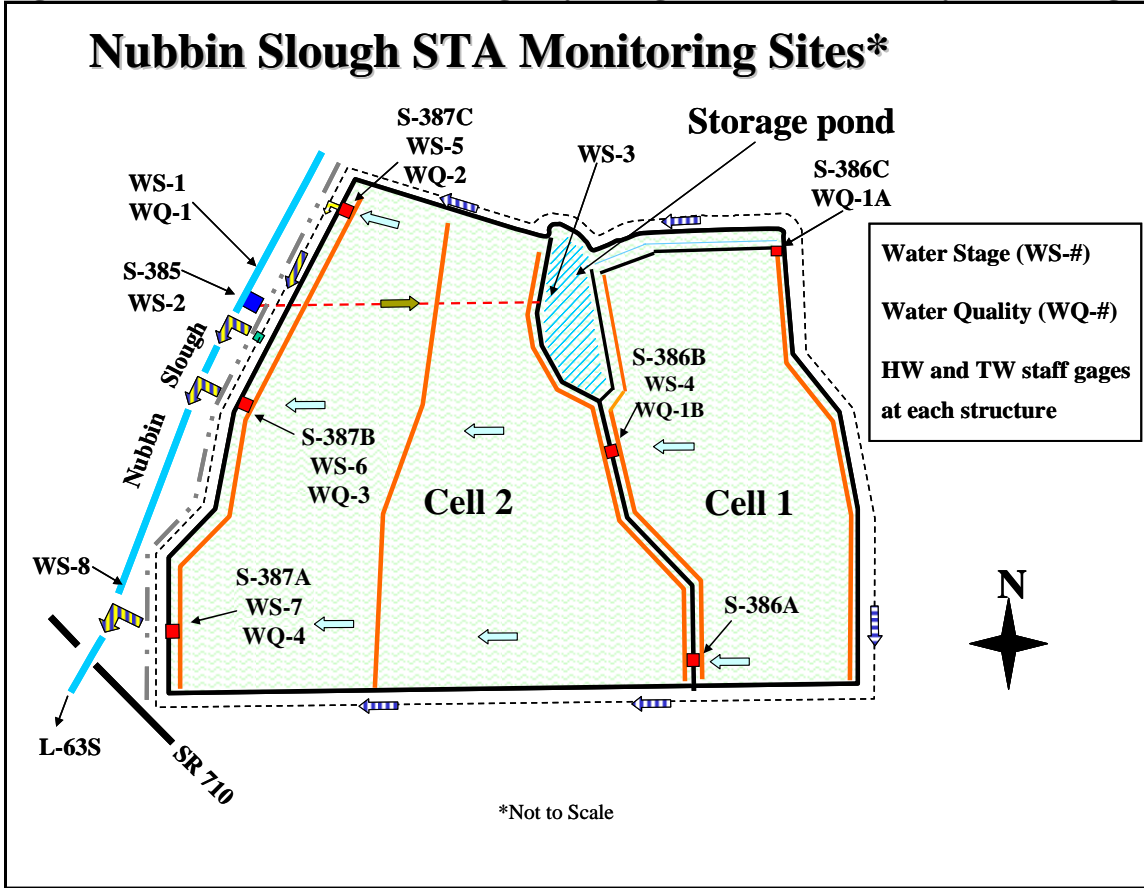 Nubbin Slough STA Monitoring Sites*
S-387C
WS-5
WQ-2
WS-3
Storage pond
S-386C
WQ-1A
WS-1
WQ-1
S-385
WS-2
Water Stage (WS-#)
Water Quality (WQ-#)
HW and TW staff gages
at each structure
Nubbin Slough
S-386B
WS-4
WQ-1B
S-387B
WS-6
WQ-3
Cell 2
Cell 1
WS-8
S-387A
WS-7
WQ-4
S-386A
N
L-63S
SR 710
*Not to Scale